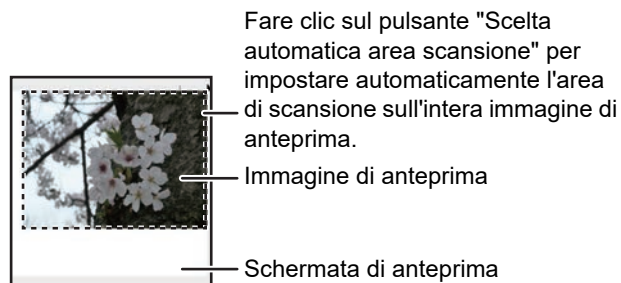 Fare clic sul pulsante "Scelta
automatica area scansione" per
impostare automaticamente l'area
di scansione sull'intera immagine di
anteprima.
Immagine di anteprima
Schermata di anteprima